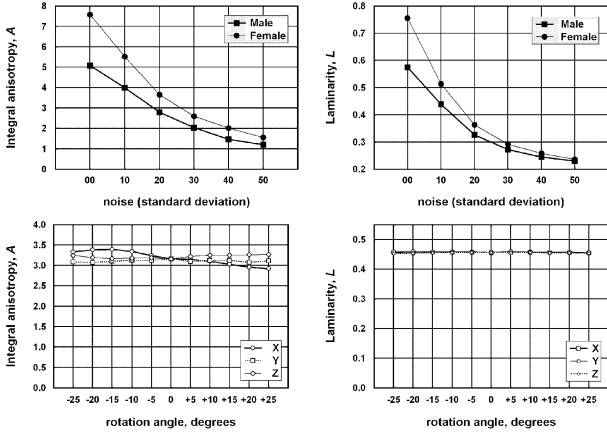 Integral anisotropy, A
8
7
6
5
4
3
2
1
0
00 10 20 30 40 50
noise (standard deviation)
Male
Female
Laminarity, L
0.8
0.7
0.6
0.5
0.4
0.3
0.2
00 10 20 30 40 50
noise (standard deviation)
Male
Female
Integral anisotropy, A
4.0
3.5
3.0
2.5
2.0
1.5
1.0
0.5
0.0
-25 -20 -15 -10 -5 0 +5 +10 +15 +20 +25
rotation angle, degrees
X
Y
Z
Laminarity, L
0.5
0.4
0.3
0.2
0.1
0.0
-25 -20 -15 -10 -5 0 +5 +10 +15 +20 +25
rotation angle, degrees
X
Y
Z